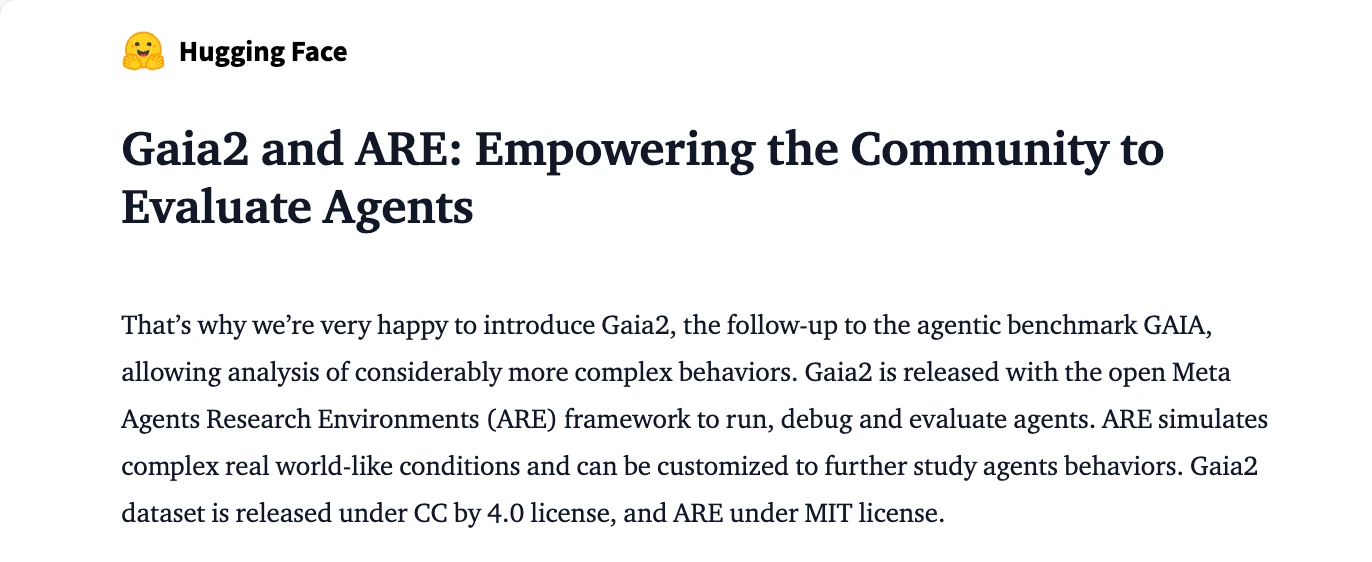 Hugging Face
Gaia2 and ARE: Empowering the Community to
Evaluate Agents
That’s why we’re very happy to introduce Gaia2, the follow-up to the agentic benchmark GAIA,
allowing analysis of considerably more complex behaviors. Gaia2 is released with the open Meta
Agents Research Environments (ARE) framework to run, debug and evaluate agents. ARE simulates
complex real world-like conditions and can be customized to further study agents behaviors. Gaia2
dataset is released under CC by 4.0 license, and ARE under MIT license.